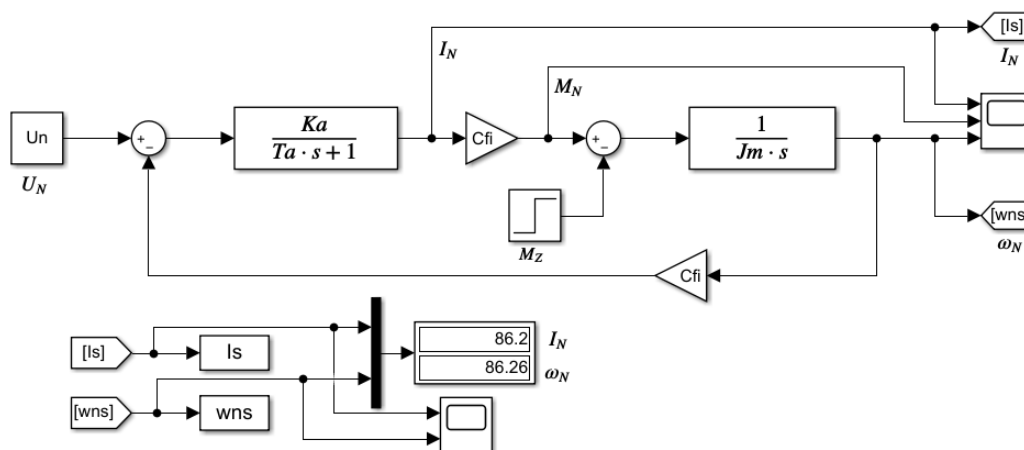 [Is]
I_N
I_N
M_N
Un
+
−
Ka
Ta · s + 1
Cfi
+
−
1
Jm · s
U_N
[wns
ω_N
M_Z
Cfi
[Is]
Is
86.2
I_N
86.26
ω_N
[wns]
wns